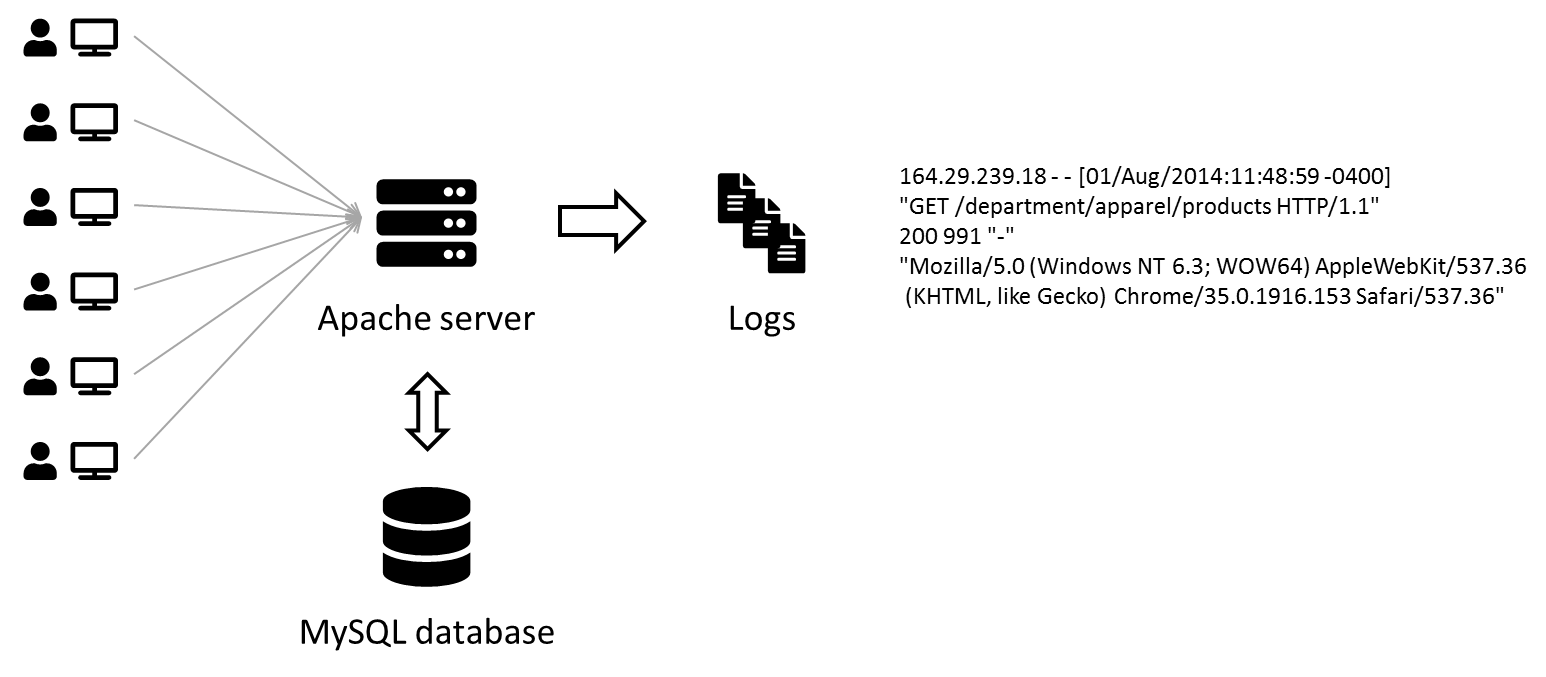 164.29.239.18 - - [01/Aug/2014:11:48:59 -0400]
"GET /department/apparel/products HTTP/1.1"
200 991 "-"
"Mozilla/5.0 (Windows NT 6.3; WOW64) AppleWebKit/537.36
(KHTML, like Gecko) Chrome/35.0.1916.153 Safari/537.36"
Apache server
Logs
MySQL database